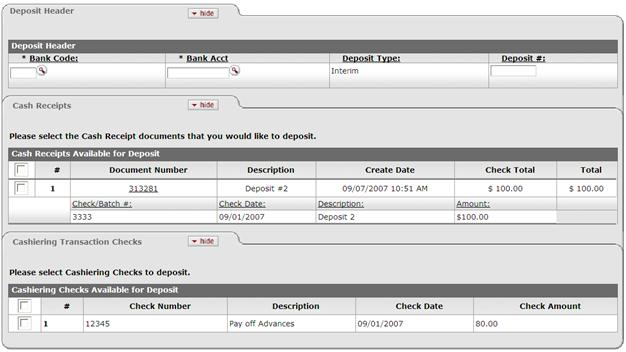 Deposit Header hide
Deposit Header
* Bank Code: * Bank Acct Deposit Type: Deposit #:
Interim
Cash Receipts hide
Please select the Cash Receipt documents that you would like to deposit.
Cash Receipts Available for Deposit
# Document Number Description Create Date Check Total Total
1 313281 Deposit #2 09/07/2007 10:51 AM $ 100.00 $ 100.00
Check/Batch #: Check Date: Description: Amount:
3333 09/01/2007 Deposit 2 $100.00
Cashiering Transaction Checks hide
Please select Cashiering Checks to deposit.
Cashiering Checks Available for Deposit
# Check Number Description Check Date Check Amount
1 12345 Pay off Advances 09/01/2007 80.00